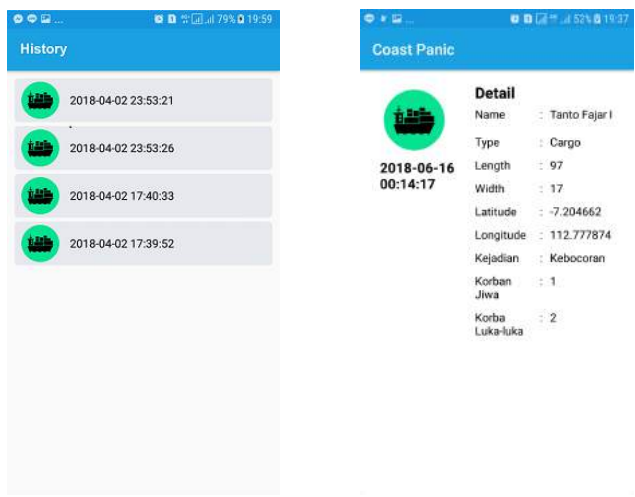 ... 79% 19:59
History
2018-04-02 23:53:21
2018-04-02 23:53:26
2018-04-02 17:40:33
2018-04-02 17:39:52
... 52% 19:37
Coast Panic
2018-06-16
00:14:17
Detail
Name : Tanto Fajar I
Type : Cargo
Length : 97
Width : 17
Latitude : -7.204662
Longitude : 112.777874
Kejadian : Kebocoran
Korban : 1
Jiwa
Korba : 2
Luka-luka